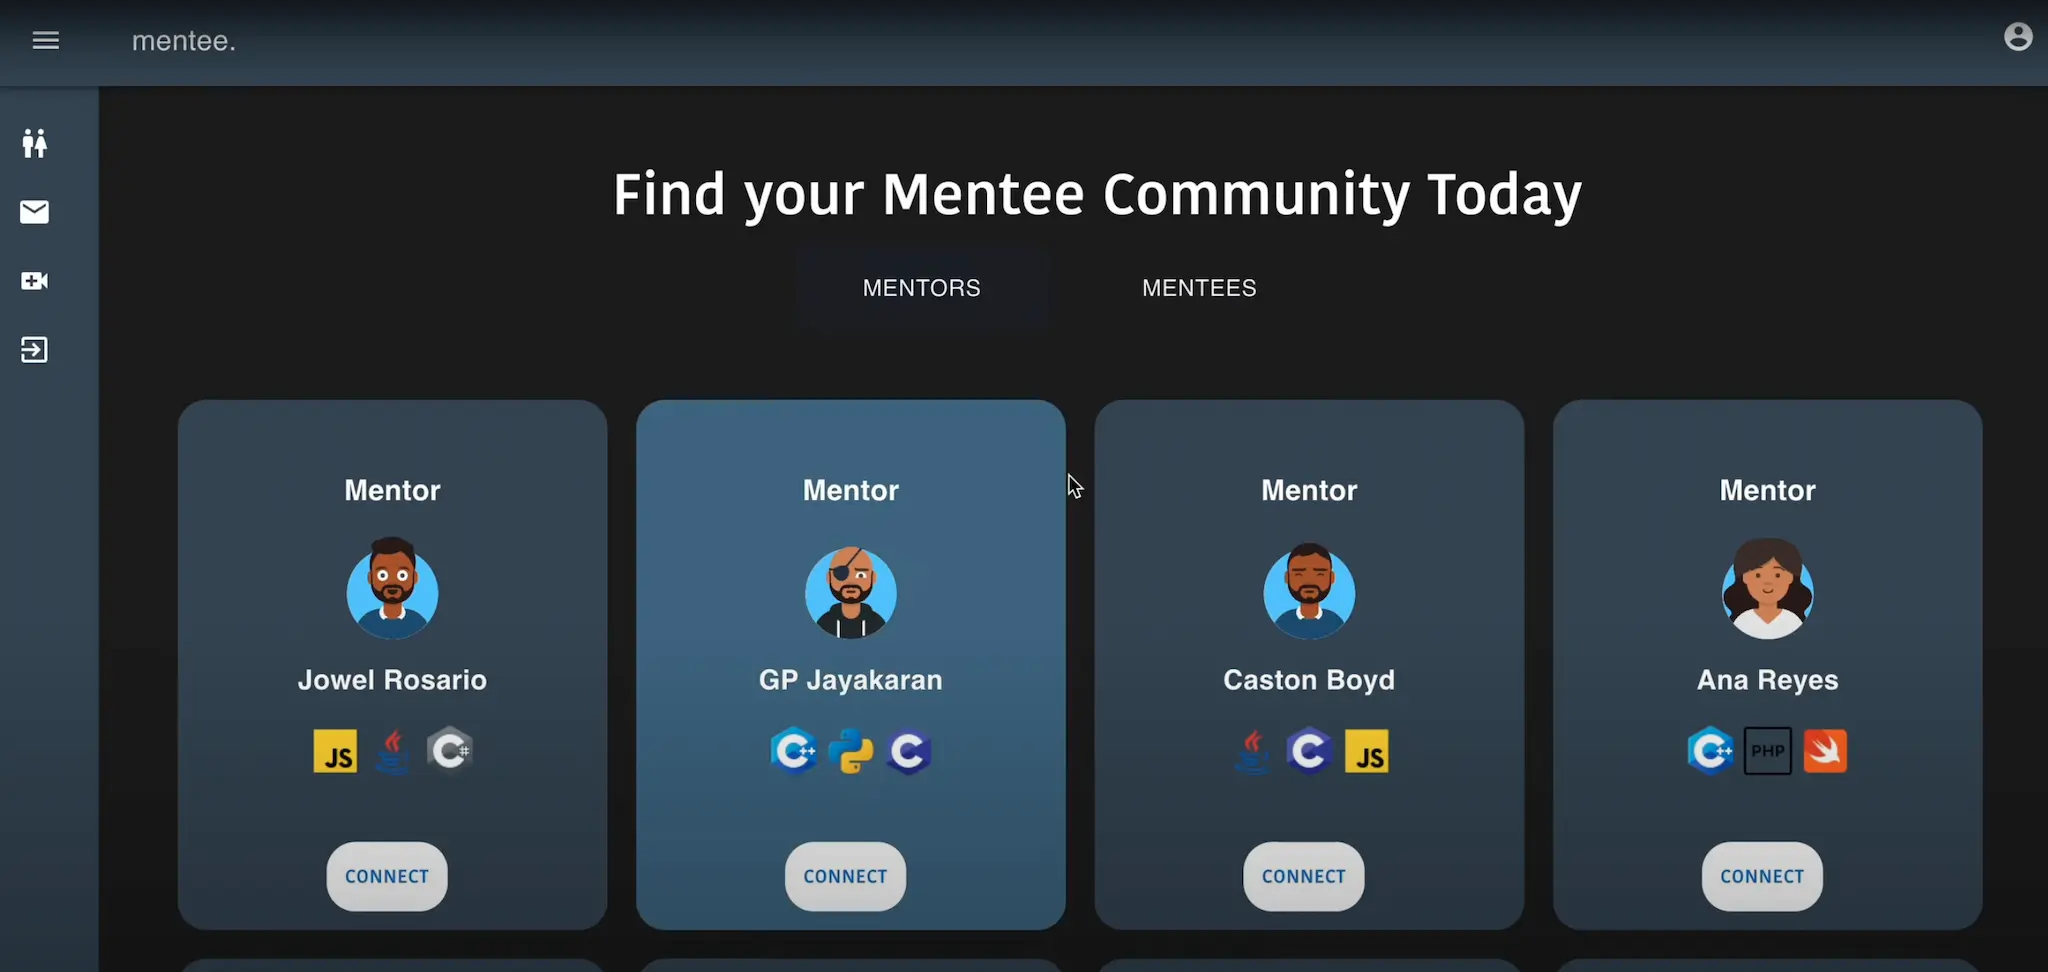 mentee.
Find your Mentee Community Today
MENTORS MENTEES
Mentor
Jowel Rosario
JS C#
CONNECT
Mentor
GP Jayakaran
C++ C
CONNECT
Mentor
Caston Boyd
C JS
CONNECT
Mentor
Ana Reyes
C++ PHP
CONNECT